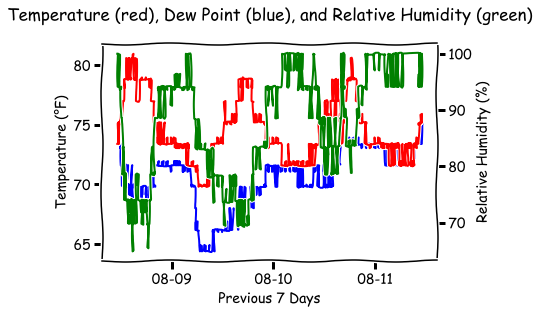 Temperature (red), Dew Point (blue), and Relative Humidity (green)
80
75
70
65
Temperature (°F)
100
90
80
70
Relative Humidity (%)
08-09
08-10
08-11
Previous 7 Days